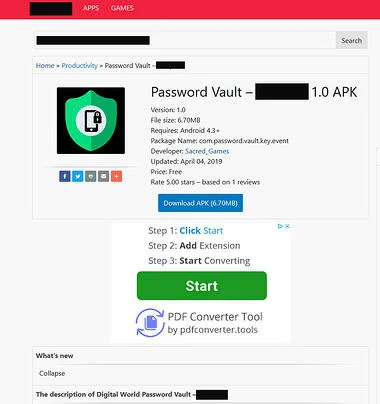 APPS GAMES
Search
Home » Productivity » Password Vault –
Password Vault – 1.0 APK
Version: 1.0
File size: 6.70MB
Requires: Android 4.3+
Package Name: com.password.vault.key.event
Developer: Sacred_Games
Updated: April 04, 2019
Price: Free
Rate 5.00 stars – based on 1 reviews
Download APK (6.70MB)
Step 1: Click Start
Step 2: Add Extension
Step 3: Start Converting
Start
PDF Converter Tool
by pdfconverter.tools
What's new
Collapse
The description of Digital World Password Vault –